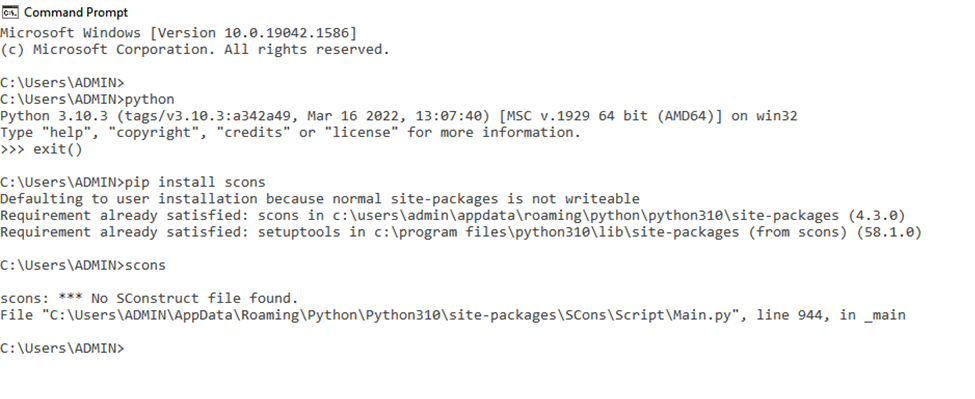 Command Prompt
Microsoft Windows [Version 10.0.19042.1586]
(c) Microsoft Corporation. All rights reserved.
C:\Users\ADMIN>
C:\Users\ADMIN>python
Python 3.10.3 (tags/v3.10.3:a342a49, Mar 16 2022, 13:07:40) [MSC v.1929 64 bit (AMD64)] on win32
Type "help", "copyright", "credits" or "license" for more information.
>>> exit()
C:\Users\ADMIN>pip install scons
Defaulting to user installation because normal site-packages is not writeable
Requirement already satisfied: scons in c:\users\admin\appdata\roaming\python\python310\site-packages (4.3.0)
Requirement already satisfied: setuptools in c:\program files\python310\lib\site-packages (from scons) (58.1.0)
C:\Users\ADMIN>scons
scons: *** No SConstruct file found.
File "C:\Users\ADMIN\AppData\Roaming\Python\Python310\site-packages\SCons\Script\Main.py", line 944, in _main
C:\Users\ADMIN>